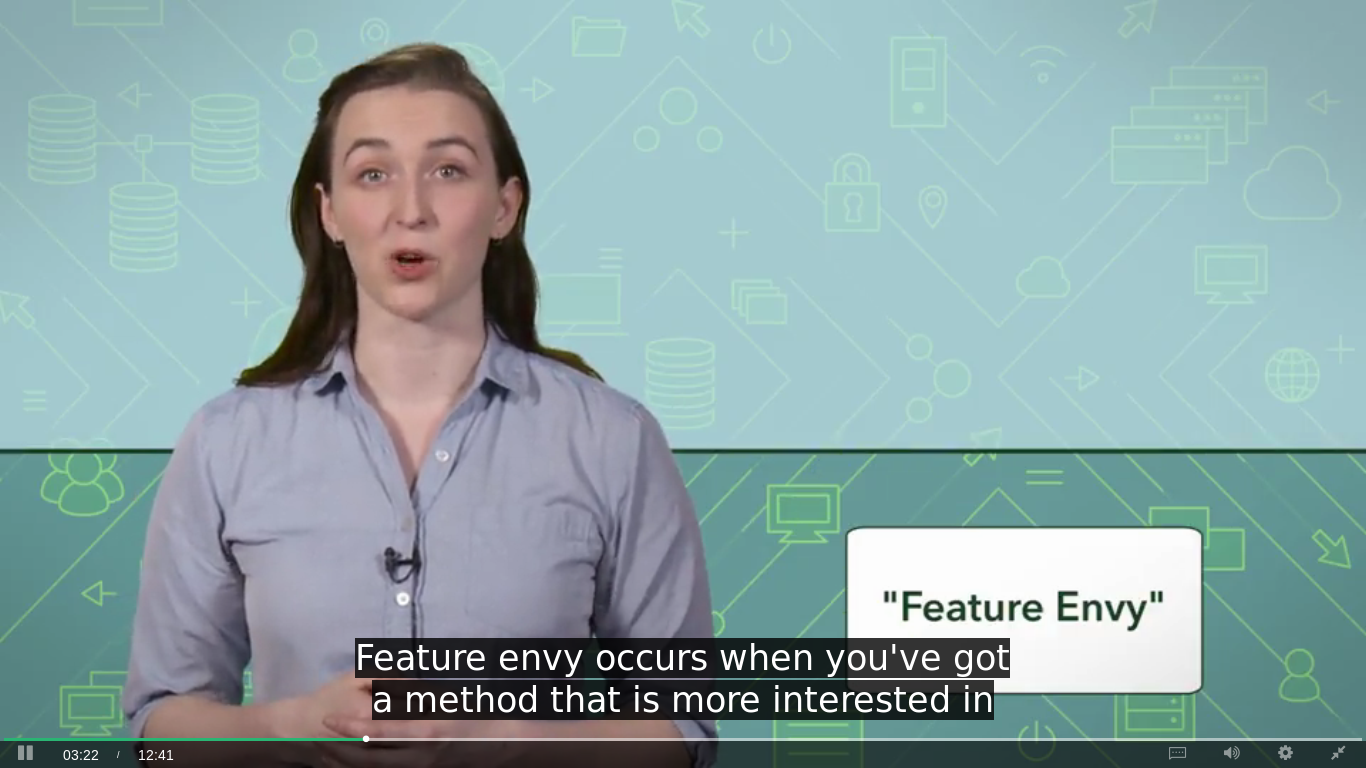 "Feature Envy"
Feature envy occurs when you've got
a method that is more interested in
03:22 / 12:41